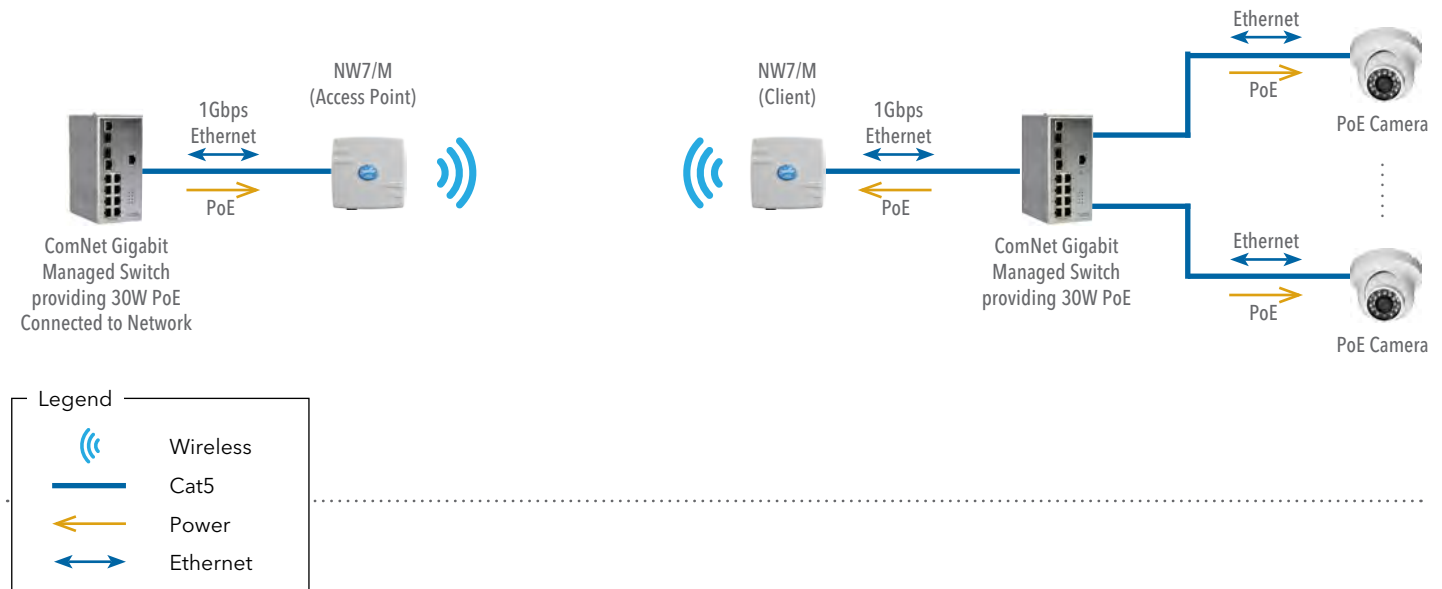 NW7/M
(Access Point)
1Gbps
Ethernet
PoE
ComNet Gigabit
Managed Switch
providing 30W PoE
Connected to Network
NW7/M
(Client)
1Gbps
Ethernet
PoE
ComNet Gigabit
Managed Switch
providing 30W PoE
Ethernet
PoE
PoE Camera
Ethernet
PoE
PoE Camera
Legend
Wireless
Cat5
Power
Ethernet